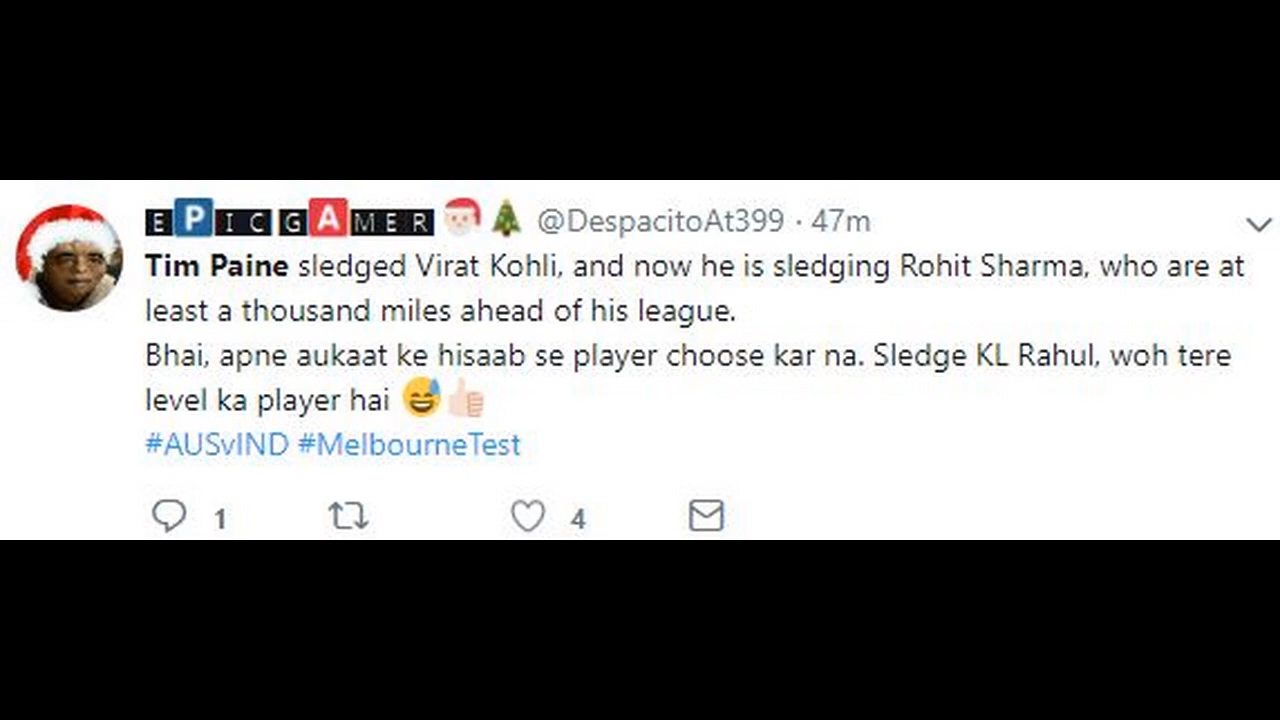 EPIC GAMER🎅🎄 @DespacitoAt399 · 47m
Tim Paine sledged Virat Kohli, and now he is sledging Rohit Sharma, who are at
least a thousand miles ahead of his league.
Bhai, apne aukaat ke hisaab se player choose kar na. Sledge KL Rahul, woh tere
level ka player hai 😅👍🏻
#AUSvIND #MelbourneTest
1 4